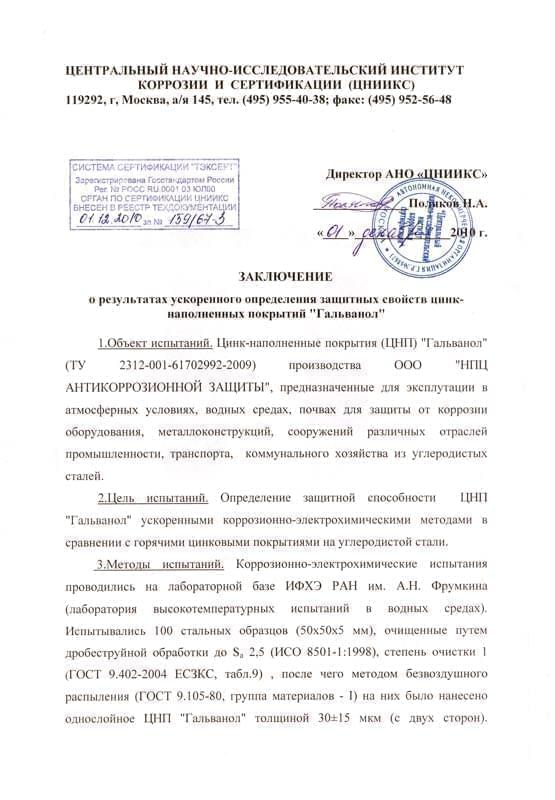 ЦЕНТРАЛЬНЫЙ НАУЧНО-ИССЛЕДОВАТЕЛЬСКИЙ ИНСТИТУТ
КОРРОЗИИ И СЕРТИФИКАЦИИ (ЦНИИКС)
119292, г, Москва, а/я 145, тел. (495) 955-40-38; факс: (495) 952-56-48
СИСТЕМА СЕРТИФИКАЦИИ "ТЭКСЕРТ"
Зарегистрирована Госстандартом России
Рег. № РОСС RU.0001 03 ЮЛ00
ОРГАН ПО СЕРТИФИКАЦИИ ЦНИИКС
ВНЕСЕН В РЕЕСТР ТЕХДОКУМЕНТАЦИИ
01.12.2010 за № 159/67-3
Директор АНО «ЦНИИКС»
Поляков Н.А.
«01» декабря 2010 г.
ЗАКЛЮЧЕНИЕ
о результатах ускоренного определения защитных свойств цинк-
наполненных покрытий "Гальванол"
1.Объект испытаний. Цинк-наполненные покрытия (ЦНП) "Гальванол"
(ТУ 2312-001-61702992-2009) производства ООО "НПЦ
АНТИКОРРОЗИОННОЙ ЗАЩИТЫ", предназначенные для эксплутации в
атмосферных условиях, водных средах, почвах для защиты от коррозии
оборудования, металлоконструкций, сооружений различных отраслей
промышленности, транспорта, коммунального хозяйства из углеродистых
сталей.
2.Цель испытаний. Определение защитной способности ЦНП
"Гальванол" ускоренными коррозионно-электрохимическими методами в
сравнении с горячими цинковыми покрытиями на углеродистой стали.
3.Методы испытаний. Коррозионно-электрохимические испытания
проводились на лабораторной базе ИФХЭ РАН им. А.Н. Фрумкина
(лаборатория высокотемпературных испытаний в водных средах).
Испытывались 100 стальных образцов (50х50х5 мм), очищенные путем
дробеструйной обработки до Sa 2,5 (ИСО 8501-1:1998), степень очистки 1
(ГОСТ 9.402-2004 ЕСЗКС, табл.9) , после чего методом безвоздушного
распыления (ГОСТ 9.105-80, группа материалов - I) на них было нанесено
однослойное ЦНП "Гальванол" толщиной 30±15 мкм (с двух сторон).